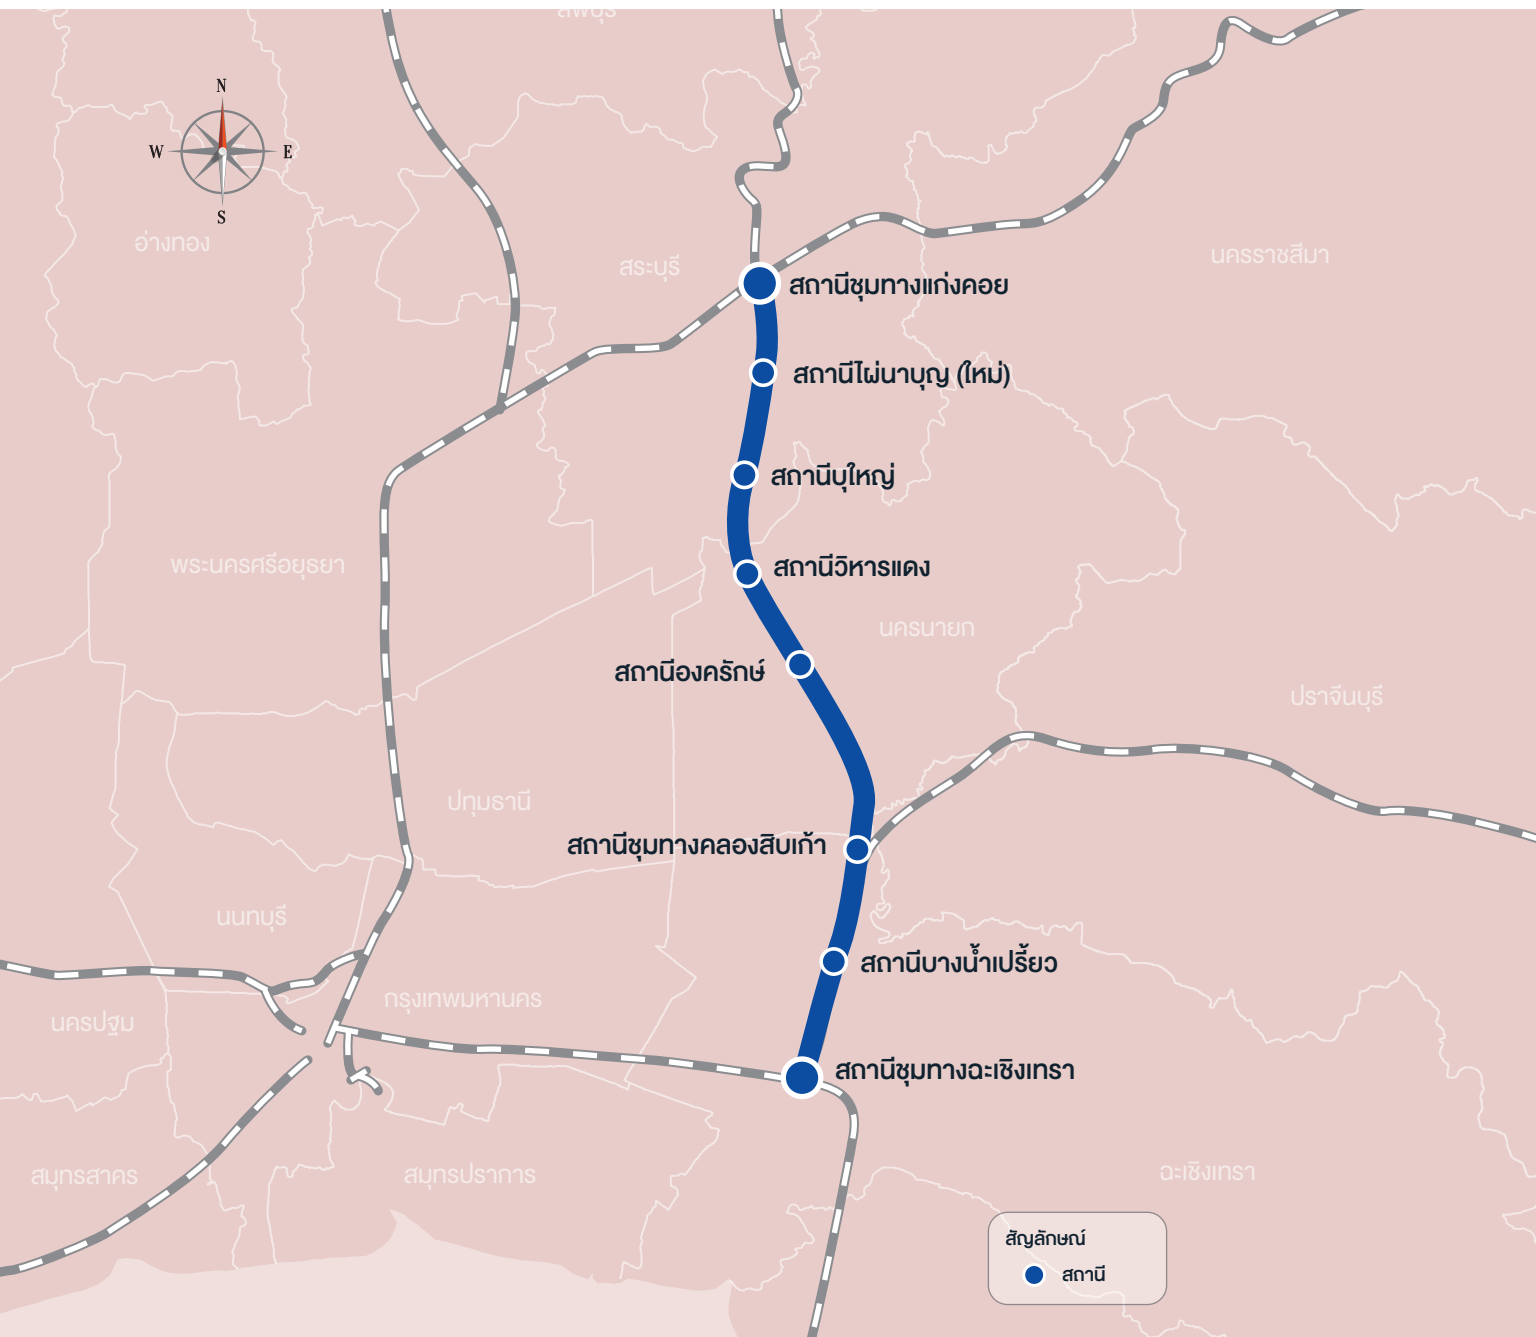 ลพบุรี
N
W E
S
อ่างทอง
สระบุรี
นครราชสีมา
สถานีชุมทางแก่งคอย
สถานีไผ่นาบุญ (ใหม่)
สถานีบุใหญ่
พระนครศรีอยุธยา
สถานีวิหารแดง
นครนายก
สถานีองครักษ์
ปราจีนบุรี
ปทุมธานี
สถานีชุมทางคลองสิบเก้า
นนทบุรี
สถานีบางน้ำเปรี้ยว
กรุงเทพมหานคร
นครปฐม
สถานีชุมทางฉะเชิงเทรา
สมุทรสาคร
สมุทรปราการ
ฉะเชิงเทรา
สัญลักษณ์
สถานี